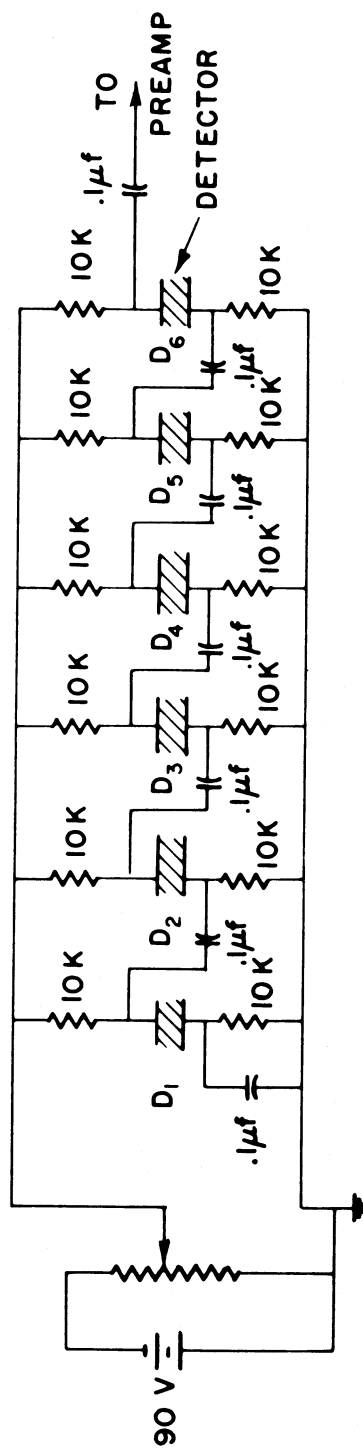 90 V
10K
10K
10K
10K
10K
10K
.1µf
TO
PREAMP
DETECTOR
D1
D2
D3
D4
D5
D6
.1µf
.1µf
.1µf
.1µf
.1µf
.1µf
10K
10K
10K
10K
10K
10K